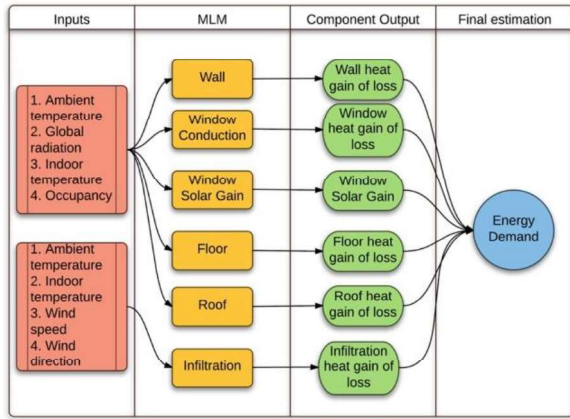 Inputs
MLM
Component Output
Final estimation
1. Ambient
temperature
2. Global
radiation
3. Indoor
temperature
4. Occupancy
1. Ambient
temperature
2. Indoor
temperature
3. Wind
speed
4. Wind
direction
Wall
Window
Conduction
Window
Solar Gain
Floor
Roof
Infiltration
Wall heat
gain of loss
Window
heat gain of
loss
Window
Solar Gain
Floor heat
gain of loss
Roof heat
gain of loss
Infiltration
heat gain of
loss
Energy
Demand